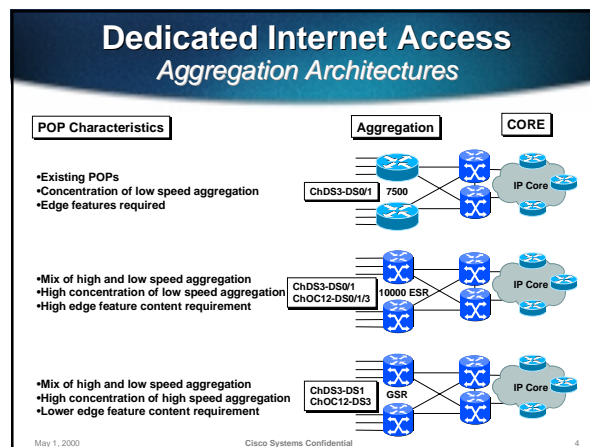 Dedicated Internet Access
Aggregation Architectures
POP Characteristics
Aggregation
CORE
•Existing POPs
•Concentration of low speed aggregation
•Edge features required
ChDS3-DS0/1
7500
IP Core
•Mix of high and low speed aggregation
•High concentration of low speed aggregation
•High edge feature content requirement
ChDS3-DS0/1
ChOC12-DS0/1/3
10000 ESR
IP Core
•Mix of high and low speed aggregation
•High concentration of high speed aggregation
•Lower edge feature content requirement
ChDS3-DS1
ChOC12-DS3
GSR
IP Core
May 1, 2000
Cisco Systems Confidential
4